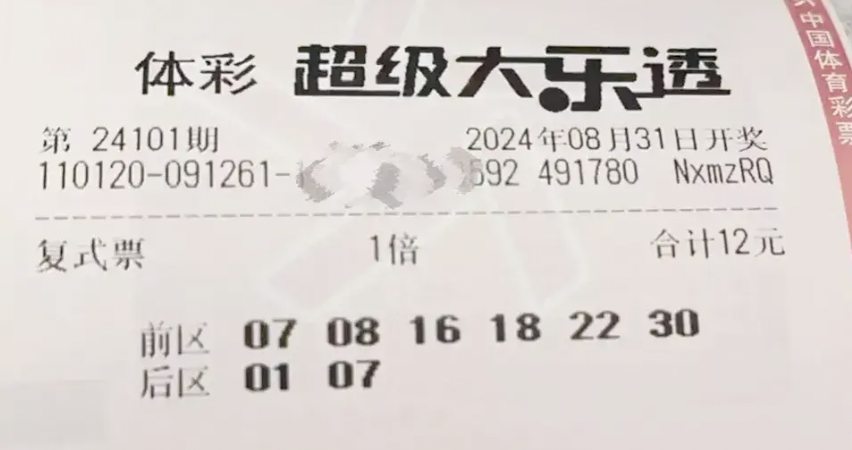 体彩 超级大乐透
第 24101期 2024年08月31日开奖
110120-091261- 692 491780 NxmzRQ
复式票 1倍 合计12元
前区 07 08 16 18 22 30
后区 01 07
中国体育彩票